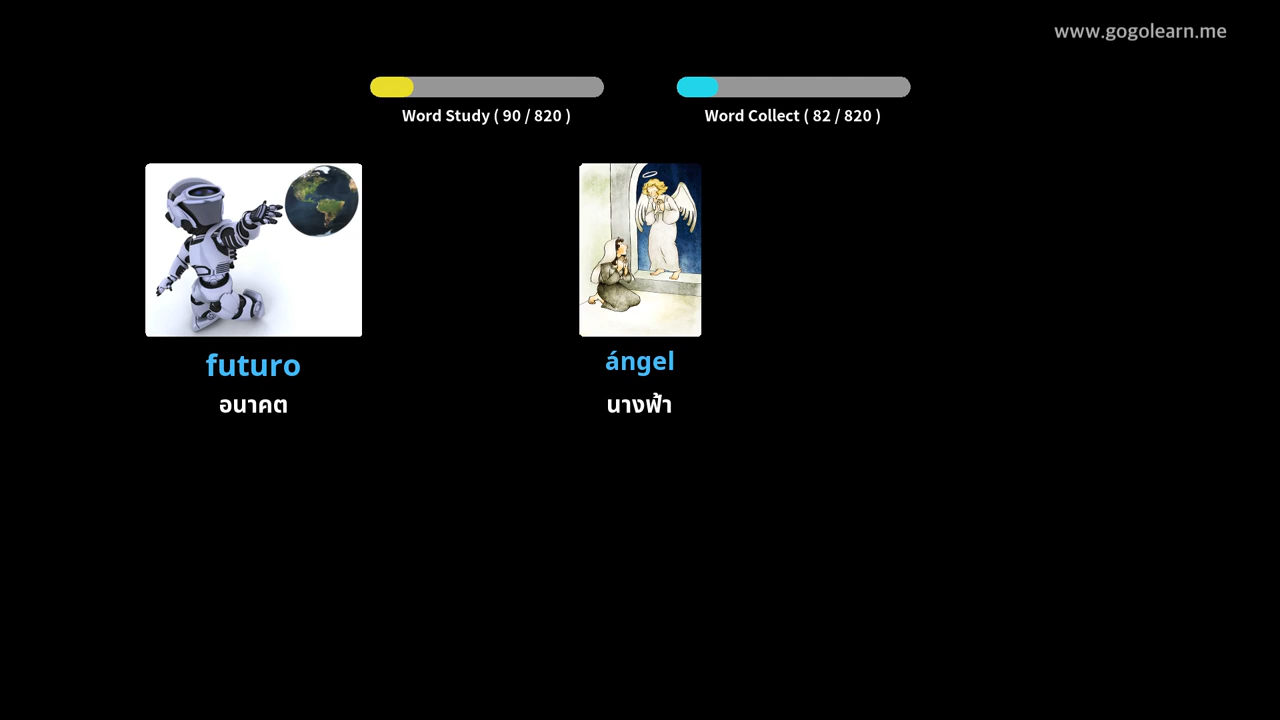 www.gogolearn.me
Word Study ( 90 / 820 )
Word Collect ( 82 / 820 )
futuro
อนาคต
ángel
นางฟ้า